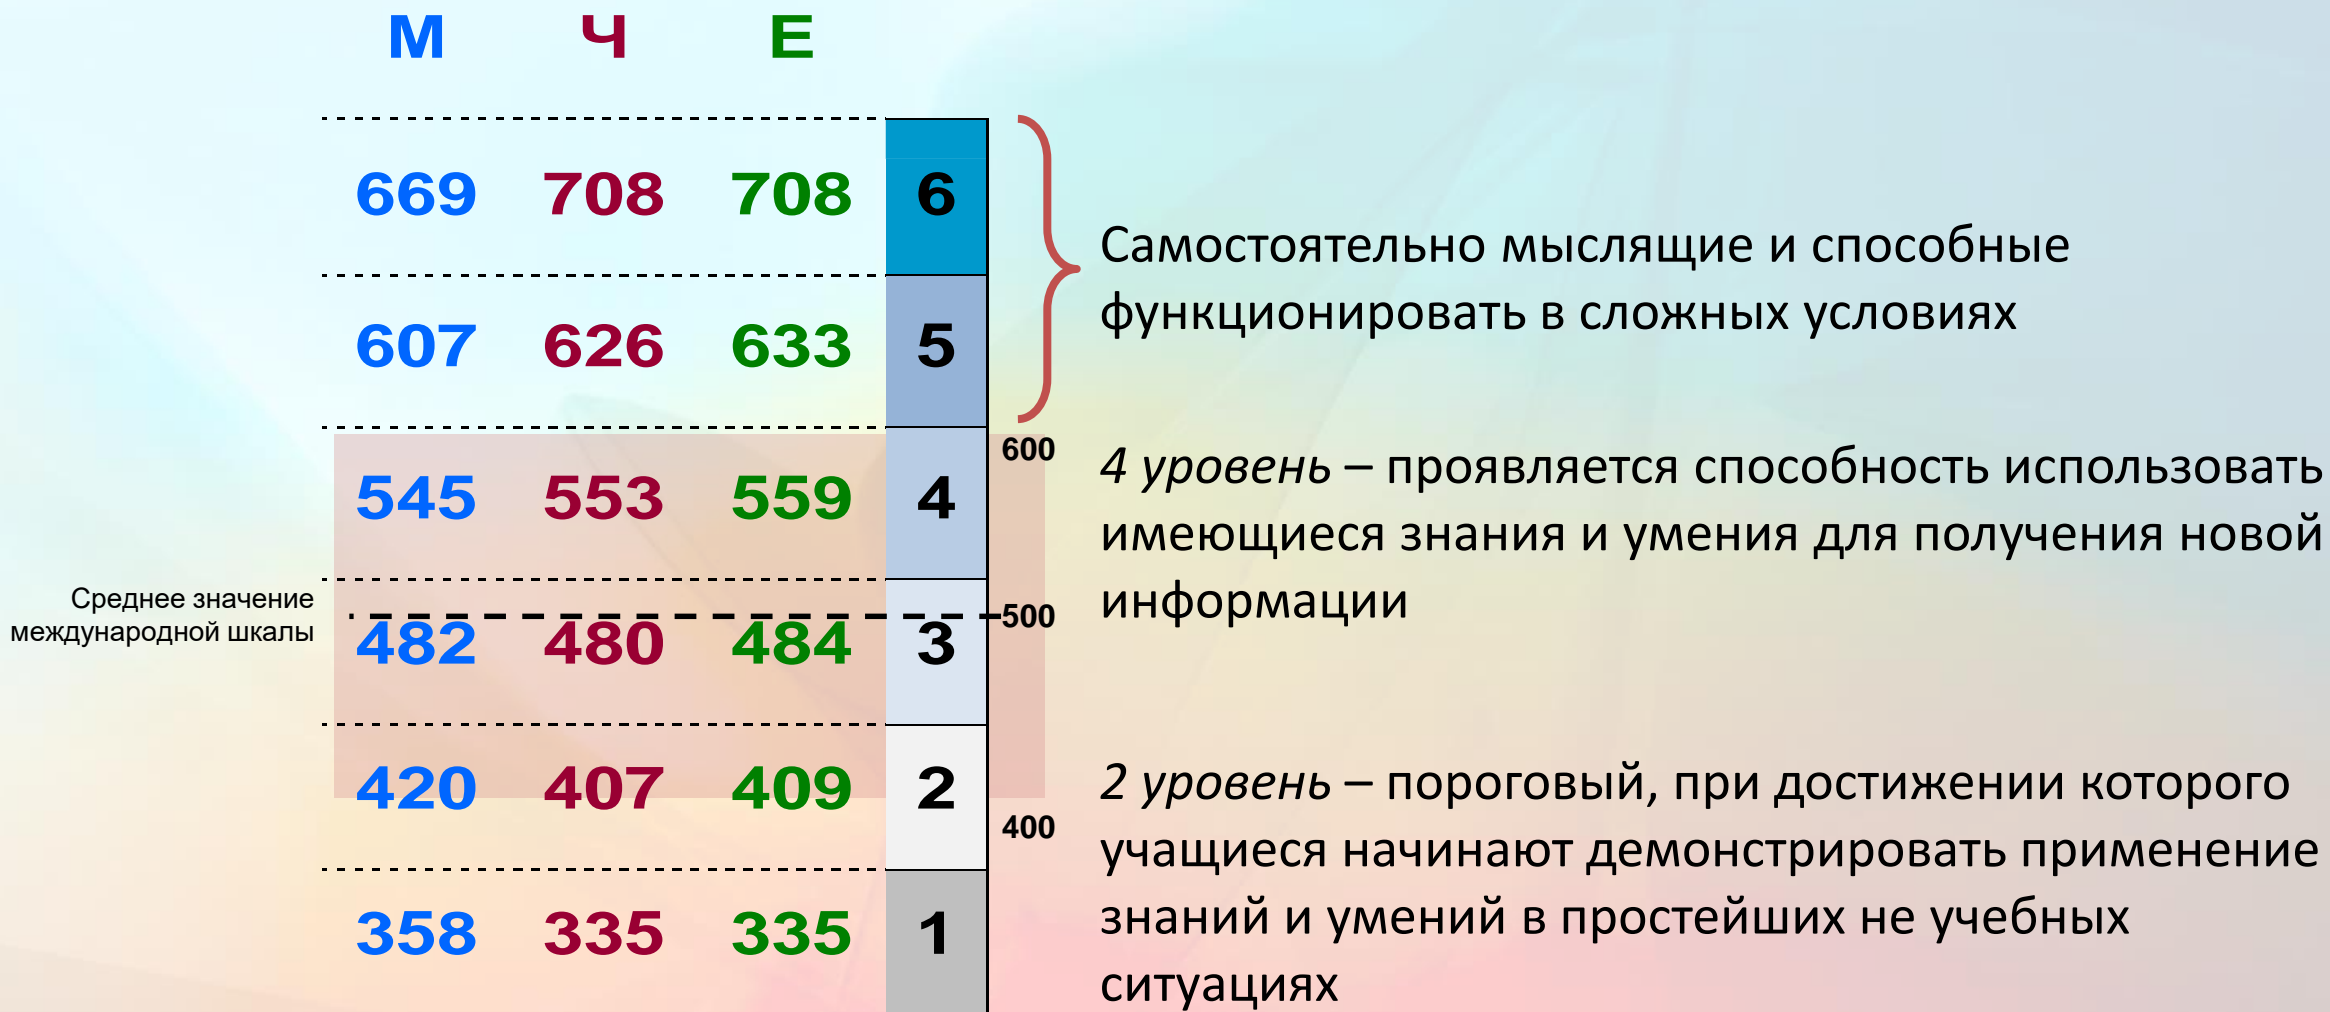 М Ч Е
669 708 708 6
Самостоятельно мыслящие и способные
функционировать в сложных условиях
607 626 633 5
600
4 уровень – проявляется способность использовать
имеющиеся знания и умения для получения новой
информации
545 553 559 4
Среднее значение
международной шкалы
500
482 480 484 3
2 уровень – пороговый, при достижении которого
учащиеся начинают демонстрировать применение
знаний и умений в простейших не учебных
ситуациях
420 407 409 2
400
358 335 335 1